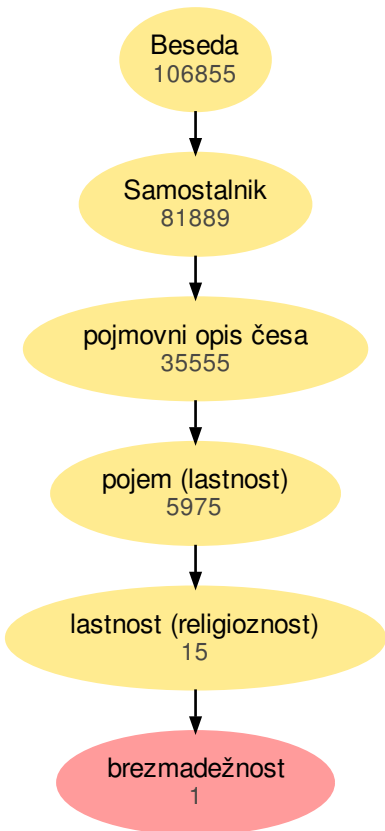 Beseda
106855
Samostalnik
81889
pojmovni opis česa
35555
pojem (lastnost)
5975
lastnost (religioznost)
15
brezmadežnost
1